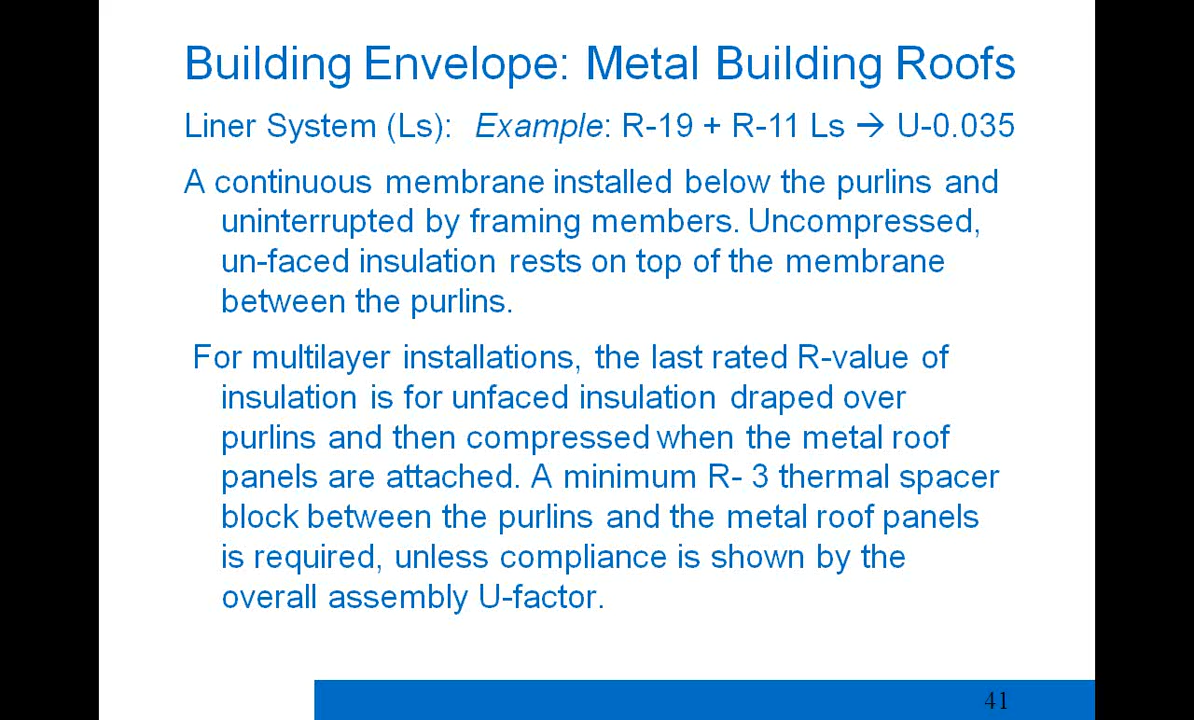 Building Envelope: Metal Building Roofs
Liner System (Ls): Example: R-19 + R-11 Ls → U-0.035
A continuous membrane installed below the purlins and
uninterrupted by framing members. Uncompressed,
un-faced insulation rests on top of the membrane
between the purlins.
For multilayer installations, the last rated R-value of
insulation is for unfaced insulation draped over
purlins and then compressed when the metal roof
panels are attached. A minimum R- 3 thermal spacer
block between the purlins and the metal roof panels
is required, unless compliance is shown by the
overall assembly U-factor.
41